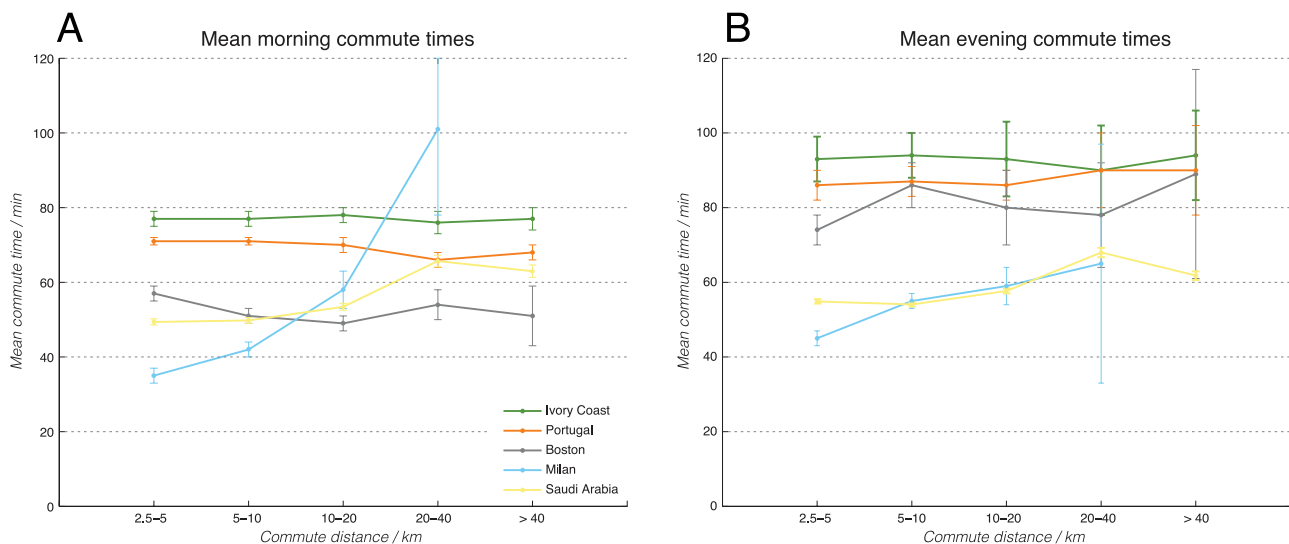 A
Mean morning commute times
Mean commute time / min
120
100
80
60
40
20
0
2.5–5
5–10
10–20
20–40
> 40
Commute distance / km
Ivory Coast
Portugal
Boston
Milan
Saudi Arabia
B
Mean evening commute times
Mean commute time / min
120
100
80
60
40
20
0
2.5–5
5–10
10–20
20–40
> 40
Commute distance / km